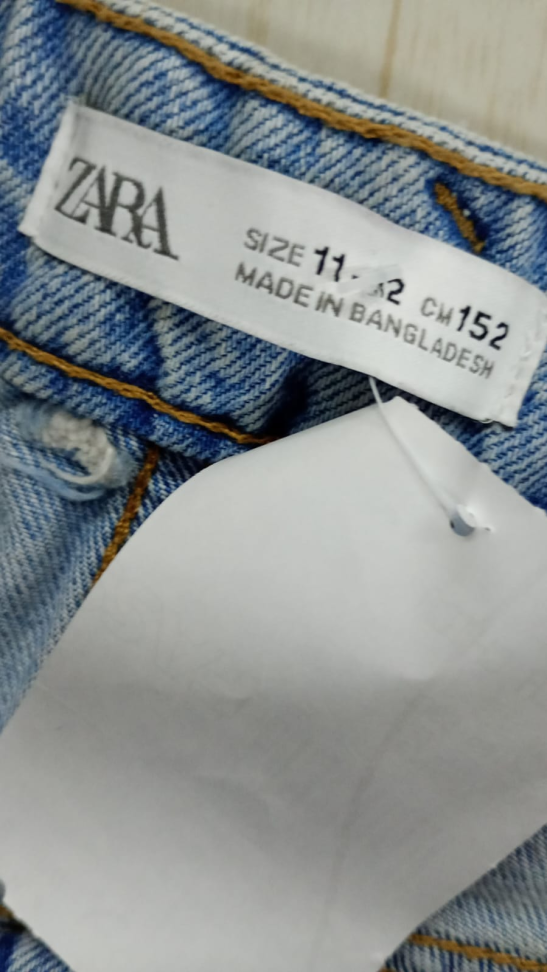 ZARA
SIZE 11-12 CM 152
MADE IN BANGLADESH